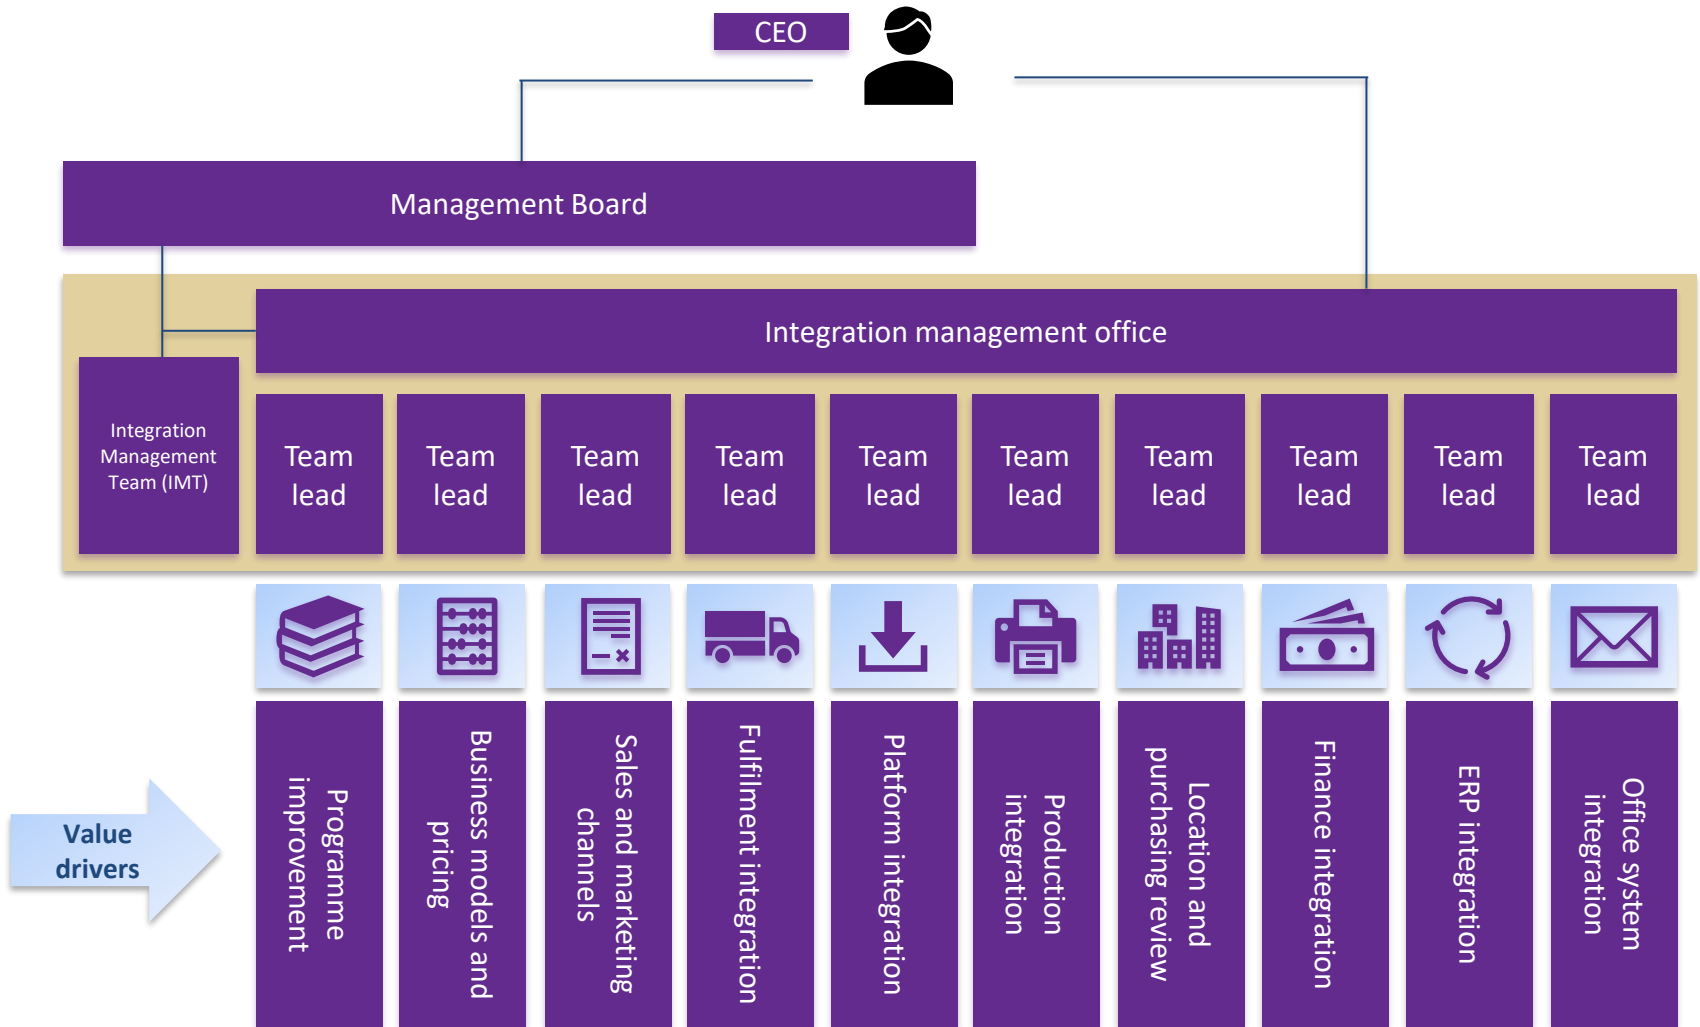 CEO
Management Board
Integration management office
Integration
Management
Team (IMT)
Team
lead
Team
lead
Team
lead
Team
lead
Team
lead
Team
lead
Team
lead
Team
lead
Team
lead
Team
lead
Value
drivers
Programme
improvement
Business models and
pricing
Sales and marketing
channels
Fulfilment integration
Platform integration
Production
integration
Location and
purchasing review
Finance integration
ERP integration
Office system
integration